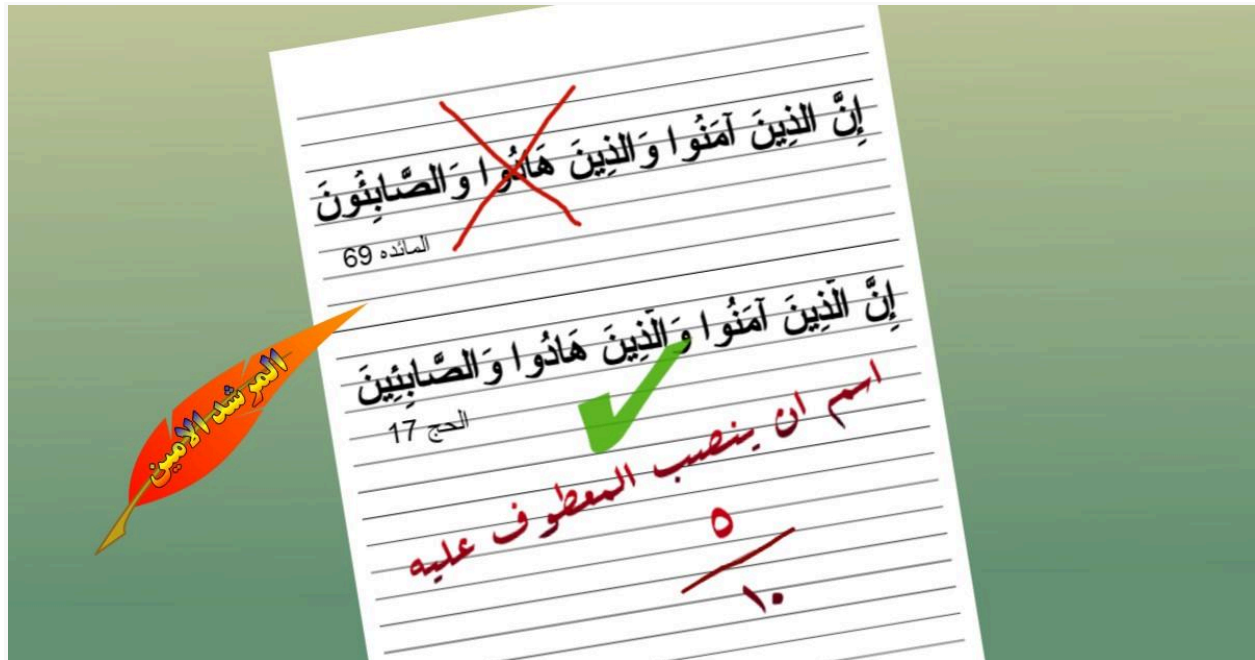 إِنَّ الذِينَ آمَنُوا وَالذِينَ هَادُوا وَالصَّابِئُونَ
المائده 69
إِنَّ الَّذِينَ آمَنُوا وَالَّذِينَ هَادُوا وَالصَّابِئِينَ
الحج 17
اسم ان ينصب المعطوف عليه
٥
١٠
المرشد الامين